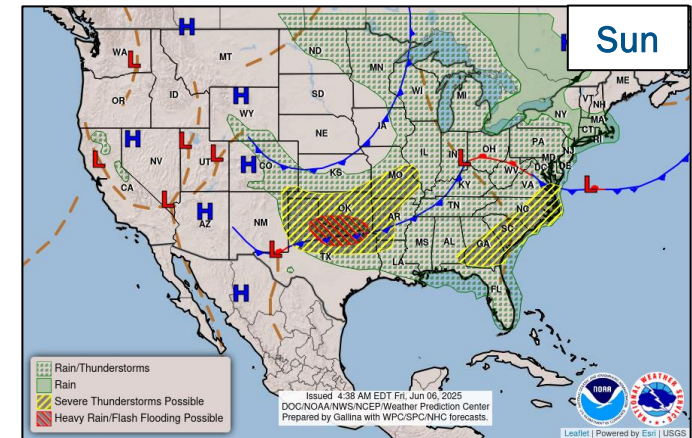 Sun
H
H
WA
L
MT
ND
MN
ME
VT
NH
OR
ID
H
WY
SD
WI
MI
NY
MA
CT
RI
H
NV
L
UT
L
H
CO
NE
IA
IL
IN
L
OH
PA
NJ
MD
DE
DC
WV
VA
L
L
CA
KS
MO
KY
L
H
AZ
NM
OK
AR
TN
NC
SC
L
TX
LA
MS
AL
GA
H
FL
Rain/Thunderstorms
Rain
Severe Thunderstorms Possible
Heavy Rain/Flash Flooding Possible
Issued 4:38 AM EDT Fri, Jun 06, 2025
DOC/NOAA/NWS/NCEP/Weather Prediction Center
Prepared by Gallina with WPC/SPC/NHC forecasts.
NOAA
NATIONAL WEATHER SERVICE
Leaflet | Powered by Esri | USGS